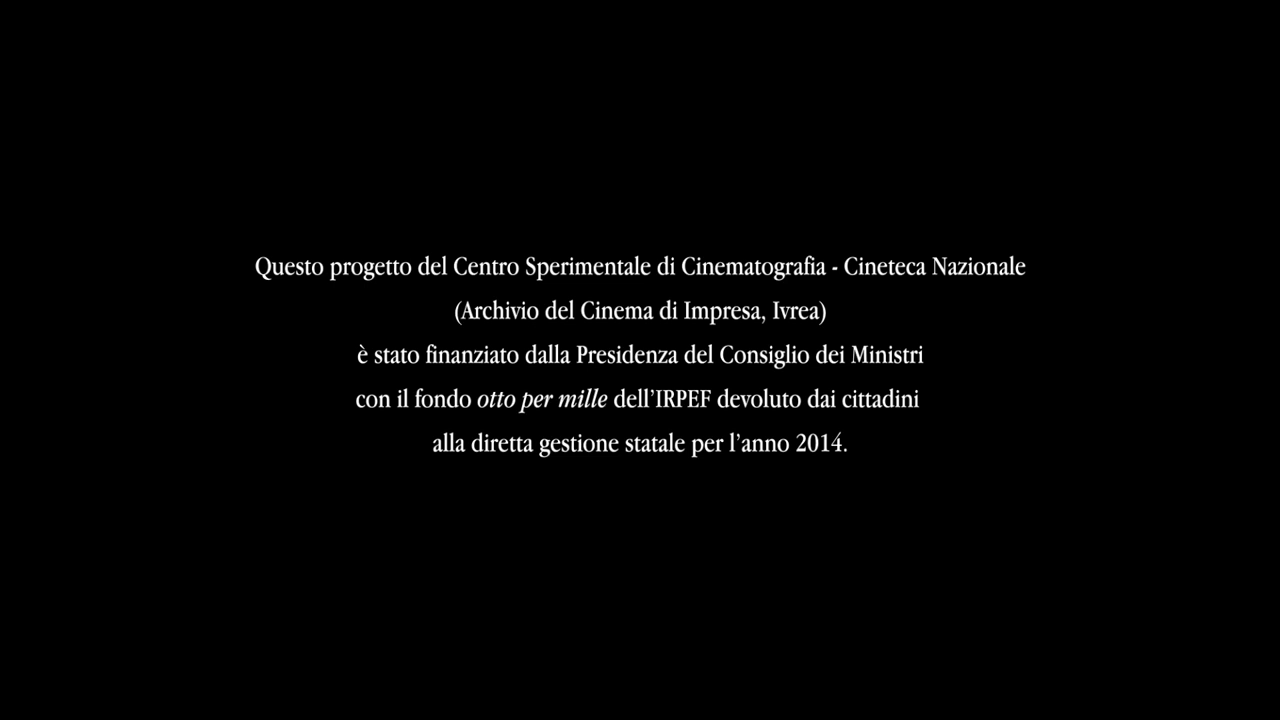 Questo progetto del Centro Sperimentale di Cinematografia - Cineteca Nazionale
(Archivio del Cinema di Impresa, Ivrea)
è stato finanziato dalla Presidenza del Consiglio dei Ministri
con il fondo otto per mille dell’IRPEF devoluto dai cittadini
alla diretta gestione statale per l’anno 2014.